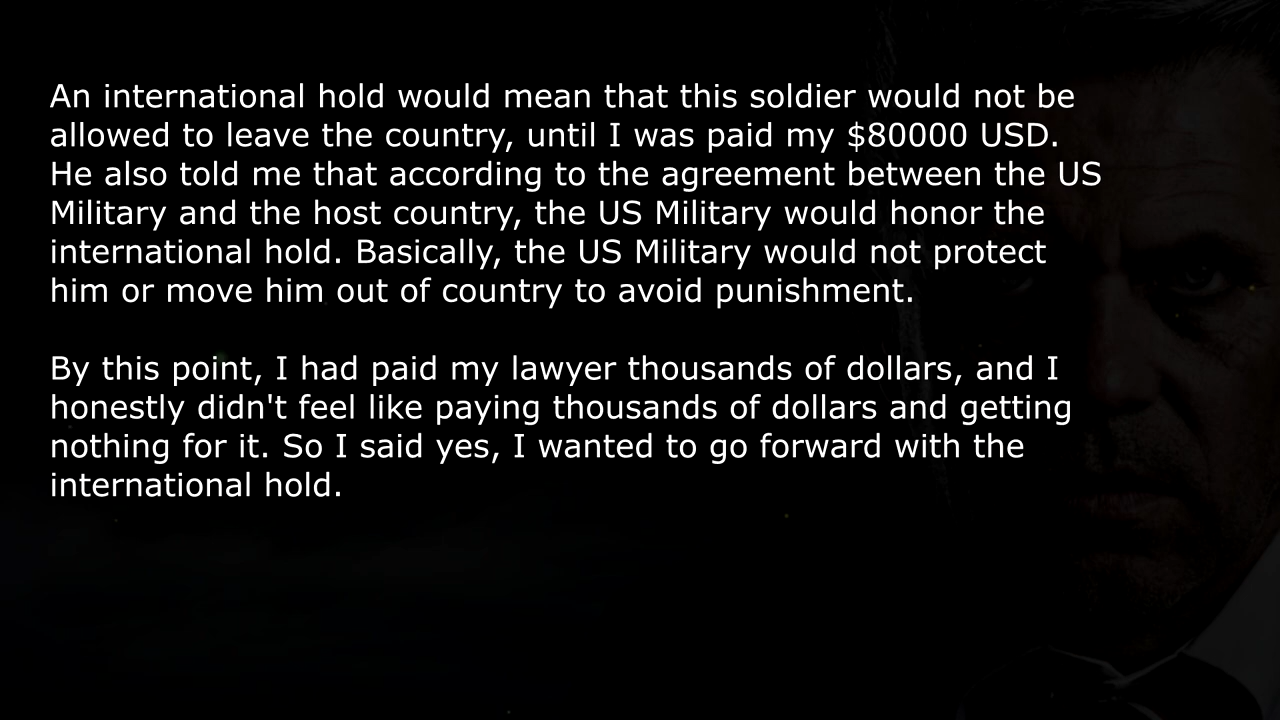 An international hold would mean that this soldier would not be
allowed to leave the country, until I was paid my $80000 USD.
He also told me that according to the agreement between the US
Military and the host country, the US Military would honor the
international hold. Basically, the US Military would not protect
him or move him out of country to avoid punishment.
By this point, I had paid my lawyer thousands of dollars, and I
honestly didn't feel like paying thousands of dollars and getting
nothing for it. So I said yes, I wanted to go forward with the
international hold.